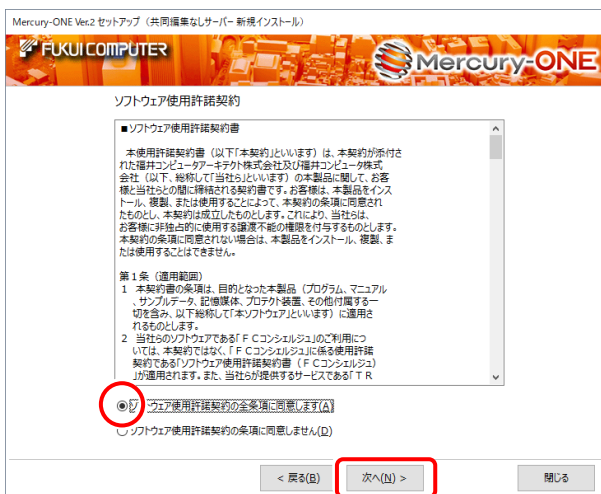 Mercury-ONE Ver.2 セットアップ（共同編集なしサーバー 新規インストール）
FUKUI COMPUTER
Mercury-ONE
ソフトウェア使用許諾契約
■ソフトウェア使用許諾契約書
本使用許諾契約書（以下「本契約」といいます）は、本契約が添付さ
れた福井コンピュータアーキテクト株式会社及び福井コンピュータ株式
会社（以下、総称して「当社ら」といいます）の本製品に関して、お客
様と当社らとの間に締結される契約書です。お客様は、本製品をインス
トール、複製、または使用することによって、本契約の条項に同意され
たものとし、本契約は成立したものとします。これにより、当社らは、
お客様に非独占的に使用する譲渡不能の権限を付与するものとします。
本契約の条項に同意されない場合は、本製品をインストール、複製、ま
たは使用することはできません。
第１条（適用範囲）
１ 本契約書の条項は、目的となった本製品（プログラム、マニュアル
、サンプルデータ、記憶媒体、プロテクト装置、その他付属する一
切を含み、以下総称して「本ソフトウェア」といいます）に適用さ
れるものとします。
２ 当社らのソフトウェアである「ＦＣコンシェルジュ」のご利用につ
いては、本契約ではなく、「ＦＣコンシェルジュ」に係る使用許諾
契約である「ソフトウェア使用許諾契約書（ＦＣコンシェルジュ）
」が適用されます。また、当社らが提供するサービスである「ＴＲ
ソフトウェア使用許諾契約の全条項に同意します(A)
ソフトウェア使用許諾契約の条項に同意しません(D)
< 戻る(B)
次へ(N) >
閉じる